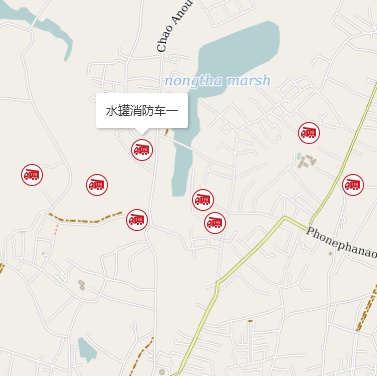 Chao Anou
nongtha marsh
水罐消防车一
Phonephanao